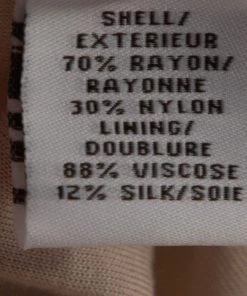 SHELL/
EXTERIEUR
70% RAYON/
RAYONNE
30% NYLON
LINING/
DOUBLURE
88% VISCOSE
12% SILK/SOIE